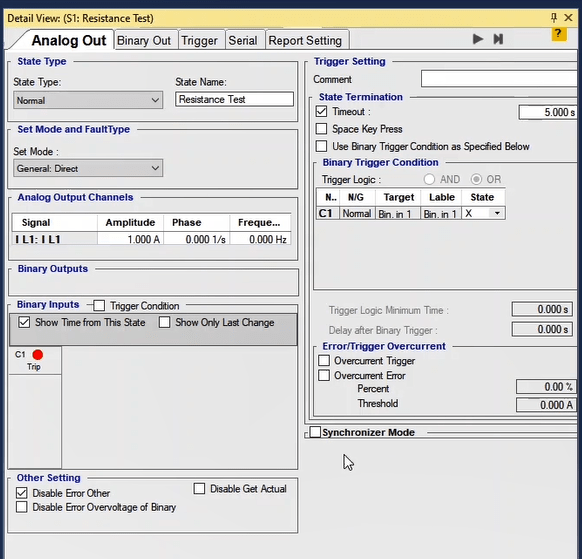 Detail View: (S1: Resistance Test)
Analog Out
Binary Out
Trigger
Serial
Report Setting
?
State Type
State Type:
State Name:
Normal
Resistance Test
Set Mode and FaultType
Set Mode :
General: Direct
Analog Output Channels
Signal Amplitude Phase Freque...
I L1: I L1 1.000 A 0.000 1/s 0.000 Hz
Binary Outputs
Binary Inputs
Trigger Condition
Show Time from This State
Show Only Last Change
C1
Trip
Other Setting
Disable Error Other
Disable Get Actual
Disable Error Overvoltage of Binary
Trigger Setting
Comment
State Termination
Timeout :
5.000 s
Space Key Press
Use Binary Trigger Condition as Specified Below
Binary Trigger Condition
Trigger Logic :
AND
OR
N.. N/G Target Lable State
C1 Normal Bin. in 1 Bin. in 1 X
Trigger Logic Minimum Time :
0.000 s
Delay after Binary Trigger :
0.000 s
Error/Trigger Overcurrent
Overcurrent Trigger
Overcurrent Error
Percent
0.00 %
Threshold
0.000 A
Synchronizer Mode